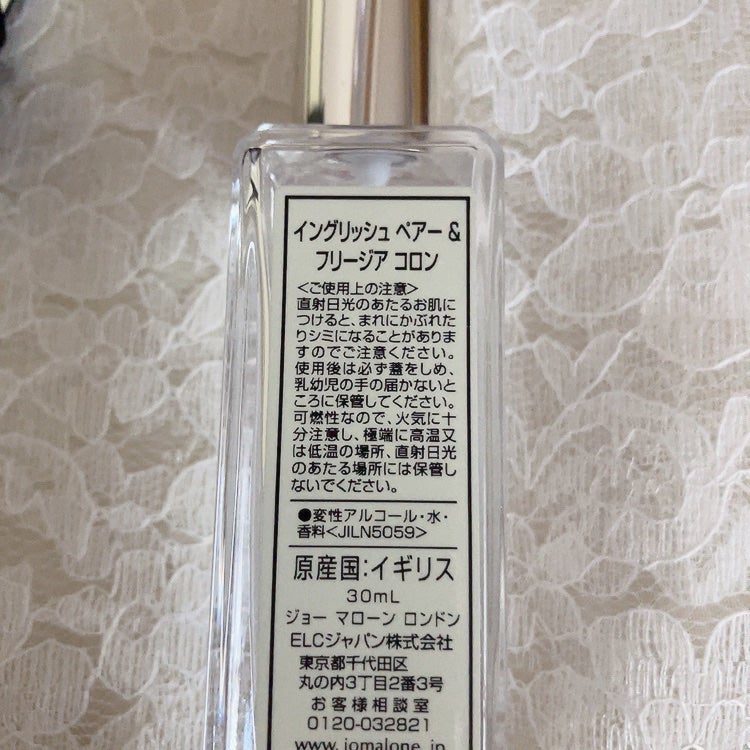 イングリッシュ ペアー &
フリージア コロン
<ご使用上の注意>
直射日光のあたるお肌に
つけると、まれにかぶれた
りシミになることがありま
すのでご注意ください。
使用後は必ず蓋をしめ、
乳幼児の手の届かないと
ころに保管してください。
可燃性なので、火気に十
分注意し、極端に高温又
は低温の場所、直射日光
のあたる場所には保管し
ないでください。
●変性アルコール・水・
香料<JILN5059>
原産国:イギリス
30mL
ジョー マローン ロンドン
ELCジャパン株式会社
東京都千代田区
丸の内3丁目2番3号
お客様相談室
0120-032821
www.jomalone.jp